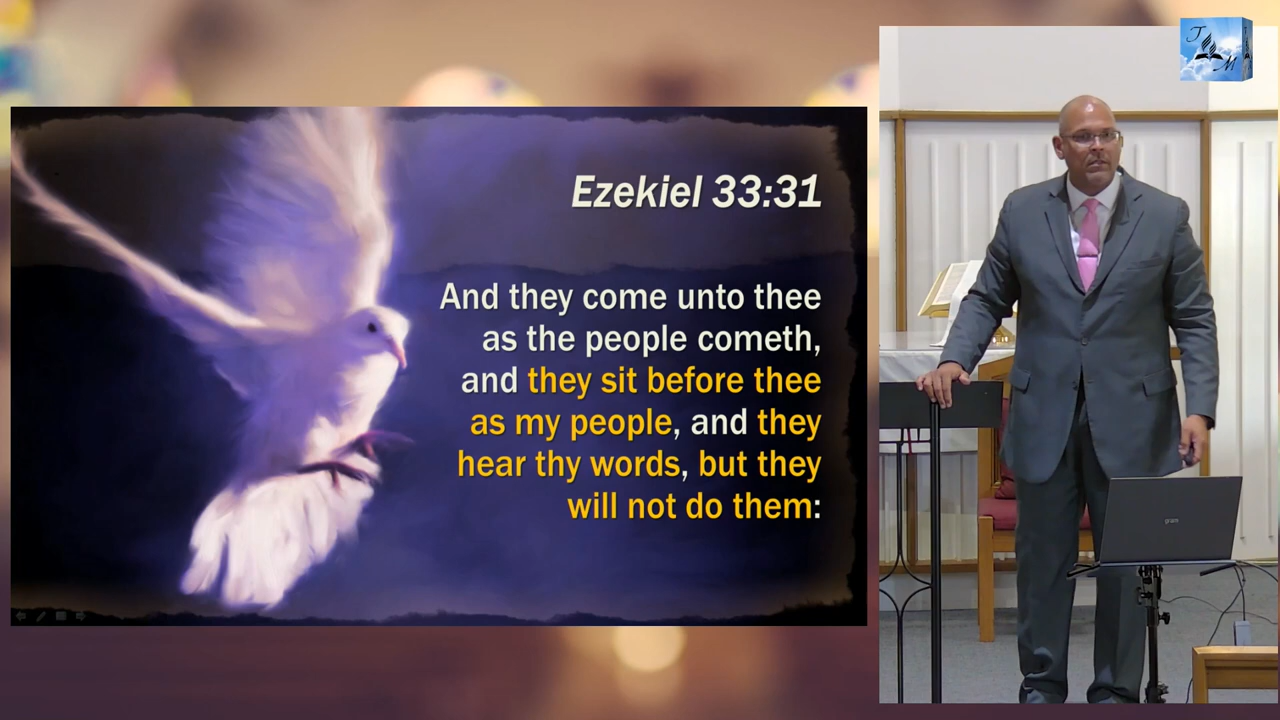 Ezekiel 33:31
And they come unto thee
as the people cometh,
and they sit before thee
as my people, and they
hear thy words, but they
will not do them:
J
M
gram